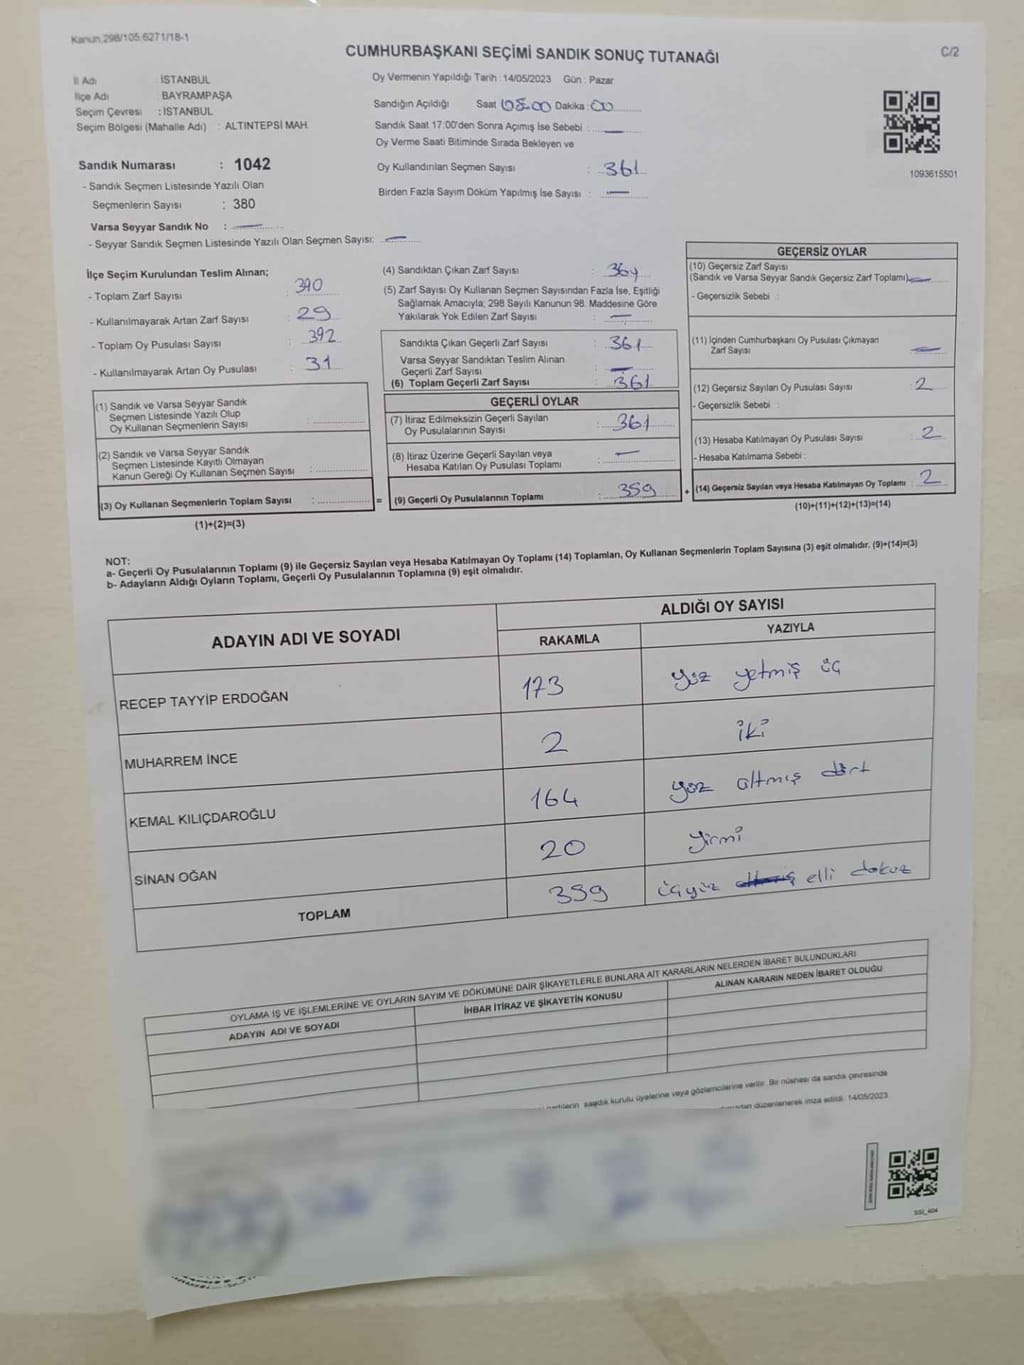 Kanun 298/105.6271/18-1
CUMHURBAŞKANI SEÇİMİ SANDIK SONUÇ TUTANAĞI
C/2
İl Adı İSTANBUL
İlçe Adı BAYRAMPAŞA
Seçim Çevresi : İSTANBUL
Seçim Bölgesi (Mahalle Adı) : ALTINTEPSİ MAH.
Sandık Numarası : 1042
- Sandık Seçmen Listesinde Yazılı Olan
Seçmenlerin Sayısı : 380
Varsa Seyyar Sandık No : —
- Seyyar Sandık Seçmen Listesinde Yazılı Olan Seçmen Sayısı: —
Oy Vermenin Yapıldığı Tarih : 14/05/2023 Gün : Pazar
Sandığın Açıldığı Saat 08.00 Dakika : 00
Sandık Saat 17:00'den Sonra Açımış İse Sebebi : —
Oy Verme Saati Bitiminde Sırada Bekleyen ve
Oy Kullandırılan Seçmen Sayısı : 361
Birden Fazla Sayım Döküm Yapılmış İse Sayısı : —
1093615501
İlçe Seçim Kurulundan Teslim Alınan;
- Toplam Zarf Sayısı : 390
- Kullanılmayarak Artan Zarf Sayısı : 29
- Toplam Oy Pusulası Sayısı : 392
- Kullanılmayarak Artan Oy Pusulası : 31
(1) Sandık ve Varsa Seyyar Sandık
Seçmen Listesinde Yazılı Olup
Oy Kullanan Seçmenlerin Sayısı :
(2) Sandık ve Varsa Seyyar Sandık
Seçmen Listesinde Kayıtlı Olmayan
Kanun Gereği Oy Kullanan Seçmen Sayısı :
(3) Oy Kullanan Seçmenlerin Toplam Sayısı : =
(1)+(2)=(3)
(4) Sandıktan Çıkan Zarf Sayısı : 364
(5) Zarf Sayısı Oy Kullanan Seçmen Sayısından Fazla İse, Eşitliği
Sağlamak Amacıyla; 298 Sayılı Kanunun 98. Maddesine Göre
Yakılarak Yok Edilen Zarf Sayısı : —
Sandıkta Çıkan Geçerli Zarf Sayısı : 361
Varsa Seyyar Sandıktan Teslim Alınan
Geçerli Zarf Sayısı : —
(6) Toplam Geçerli Zarf Sayısı : 361
GEÇERLİ OYLAR
(7) İtiraz Edilmeksizin Geçerli Sayılan
Oy Pusulalarının Sayısı : 361
(8) İtiraz Üzerine Geçerli Sayılan veya
Hesaba Katılan Oy Pusulası Toplamı : —
(9) Geçerli Oy Pusulalarının Toplamı : 359 +
GEÇERSİZ OYLAR
(10) Geçersiz Zarf Sayısı
(Sandık ve Varsa Seyyar Sandık Geçersiz Zarf Toplamı) —
- Geçersizlik Sebebi :
(11) İçinden Cumhurbaşkanı Oy Pusulası Çıkmayan
Zarf Sayısı —
(12) Geçersiz Sayılan Oy Pusulası Sayısı : 2
- Geçersizlik Sebebi :
(13) Hesaba Katılmayan Oy Pusulası Sayısı : 2
- Hesaba Katılmama Sebebi :
(14) Geçersiz Sayılan veya Hesaba Katılmayan Oy Toplamı : 2
(10)+(11)+(12)+(13)=(14)
NOT:
a- Geçerli Oy Pusulalarının Toplamı (9) ile Geçersiz Sayılan veya Hesaba Katılmayan Oy Toplamı (14) Toplamları, Oy Kullanan Seçmenlerin Toplam Sayısına (3) eşit olmalıdır. (9)+(14)=(3)
b- Adayların Aldığı Oyların Toplamı, Geçerli Oy Pusulalarının Toplamına (9) eşit olmalıdır.
ADAYIN ADI VE SOYADI ALDIĞI OY SAYISI
RAKAMLA YAZIYLA
RECEP TAYYİP ERDOĞAN 173 yüz yetmiş üç
MUHARREM İNCE 2 iki
KEMAL KILIÇDAROĞLU 164 yüz altmış dört
SİNAN OĞAN 20 yirmi
TOPLAM 359 üçyüz altmış elli dokuz
OYLAMA İŞ VE İŞLEMLERİNE VE OYLARIN SAYIM VE DÖKÜMÜNE DAİR ŞİKAYETLERLE BUNLARA AİT KARARLARIN NELERDEN İBARET BULUNDUKLARI
ADAYIN ADI VE SOYADI İHBAR İTİRAZ VE ŞİKAYETİN KONUSU ALINAN KARARIN NEDEN İBARET OLDUĞU
sandık kurulu üyelerine veya gözlemcilerine verilir. Bir nüshası da sandık çevresinde
düzenlenerek imza edildi. 14/05/2023
SSI_404